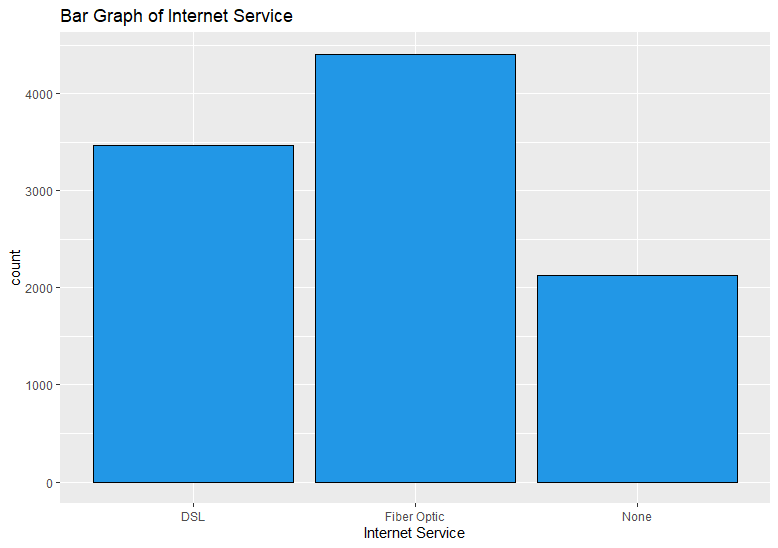 Bar Graph of Internet Service
4000
3000
2000
1000
0
count
DSL
Fiber Optic
None
Internet Service